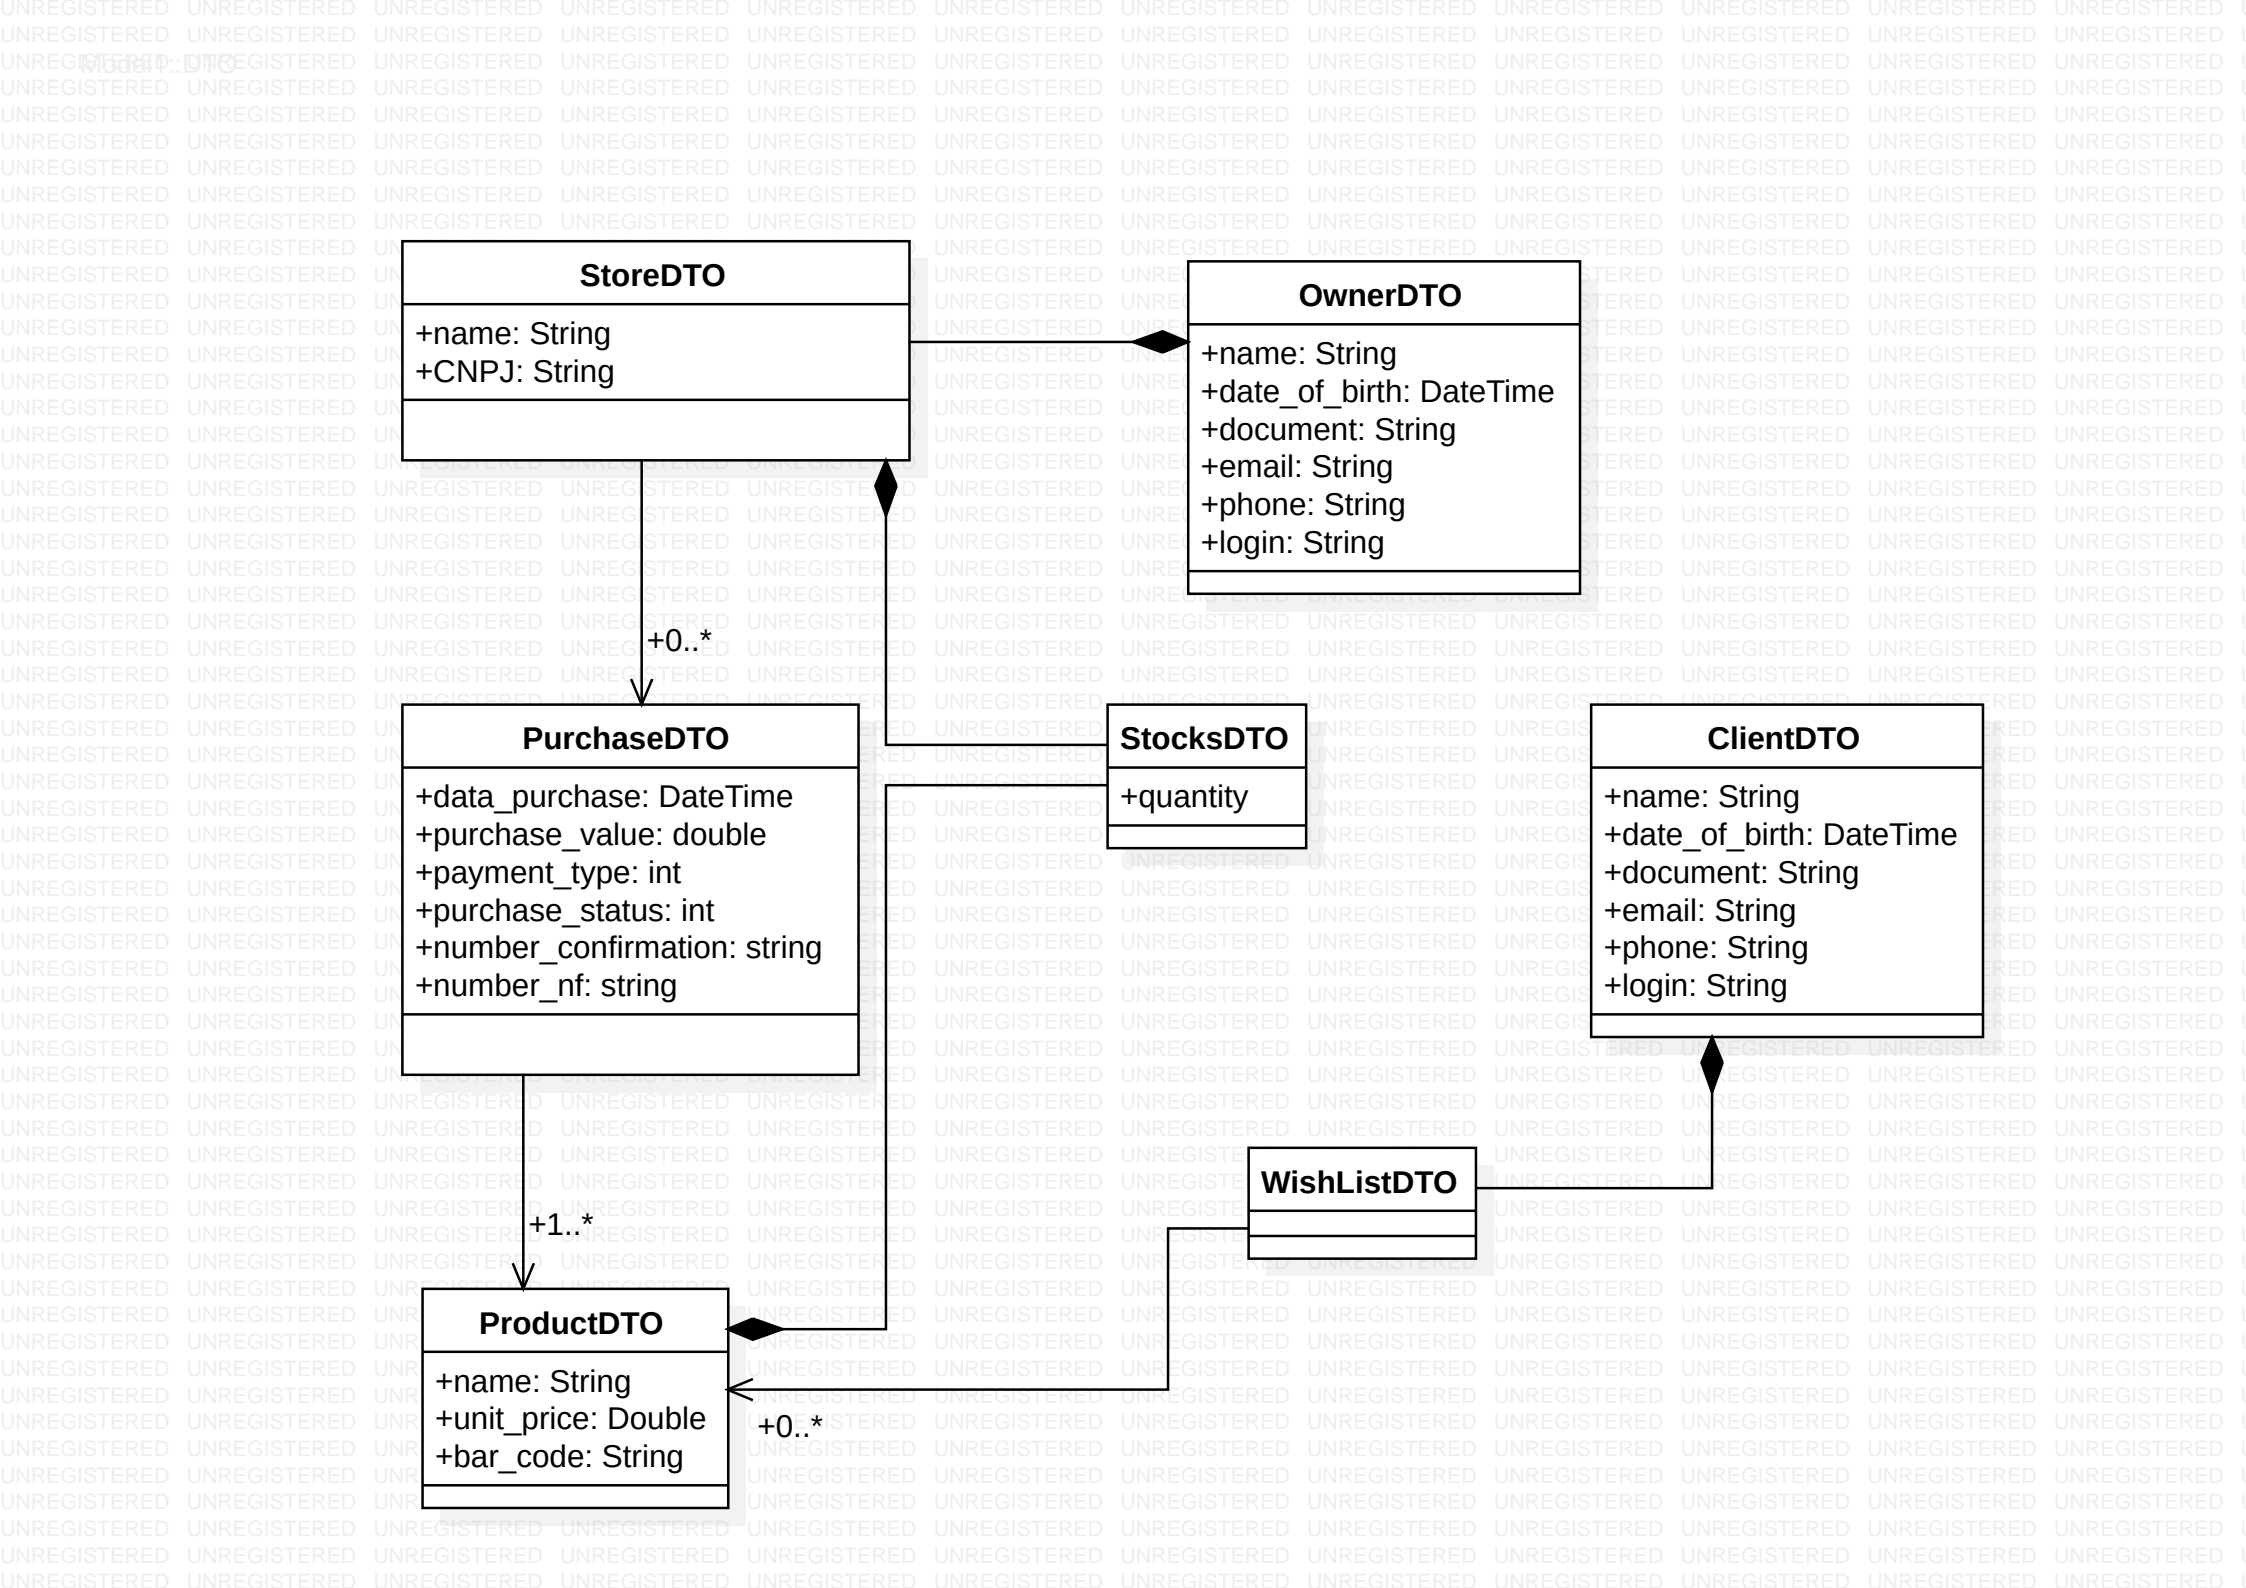 Model1::DTO
StoreDTO
+name: String
+CNPJ: String
OwnerDTO
+name: String
+date_of_birth: DateTime
+document: String
+email: String
+phone: String
+login: String
+0..*
PurchaseDTO
+data_purchase: DateTime
+purchase_value: double
+payment_type: int
+purchase_status: int
+number_confirmation: string
+number_nf: string
StocksDTO
+quantity
ClientDTO
+name: String
+date_of_birth: DateTime
+document: String
+email: String
+phone: String
+login: String
WishListDTO
+1..*
ProductDTO
+name: String
+unit_price: Double
+bar_code: String
+0..*
UNREGISTERED